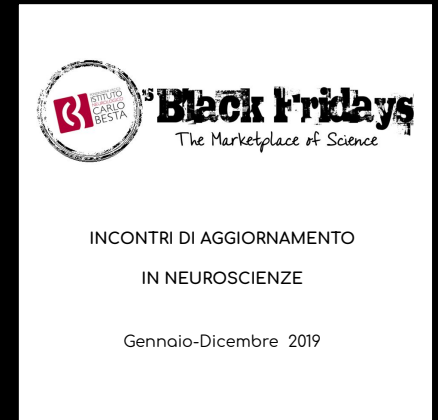 ISTITUTO
CARLO
BESTA
's Black Fridays
The Marketplace of Science
INCONTRI DI AGGIORNAMENTO
IN NEUROSCIENZE
Gennaio-Dicembre 2019